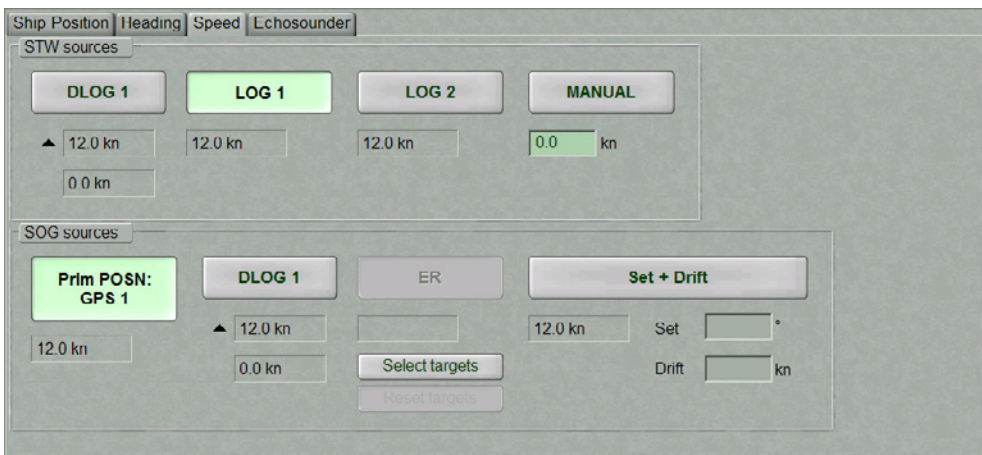 Ship Position Heading Speed Echosounder
STW sources
DLOG 1 LOG 1 LOG 2 MANUAL
12.0 kn 12.0 kn 12.0 kn 0.0 kn
0.0 kn
SOG sources
Prim POSN:
GPS 1
DLOG 1 ER Set + Drift
12.0 kn 12.0 kn 12.0 kn Set °
0.0 kn Select targets Drift kn
Reset targets